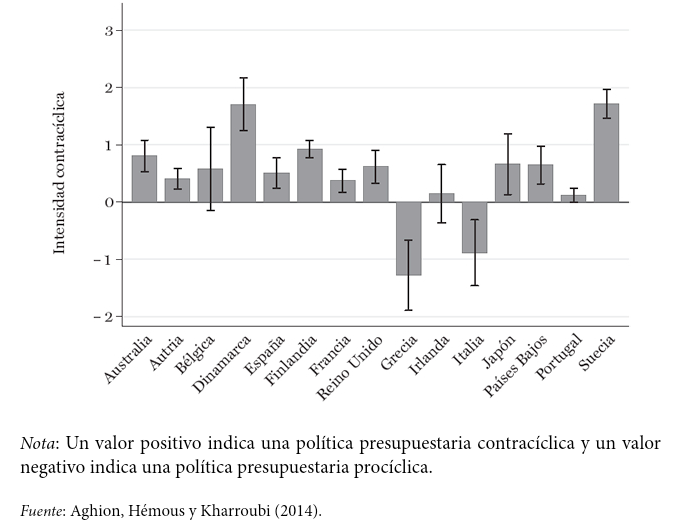 Intensidad contracíclica
3
2
1
0
−1
−2
Australia
Autria
Bélgica
Dinamarca
España
Finlandia
Francia
Reino Unido
Grecia
Irlanda
Italia
Japón
Países Bajos
Portugal
Suecia
Nota: Un valor positivo indica una política presupuestaria contracíclica y un valor
negativo indica una política presupuestaria procíclica.
Fuente: Aghion, Hémous y Kharroubi (2014).